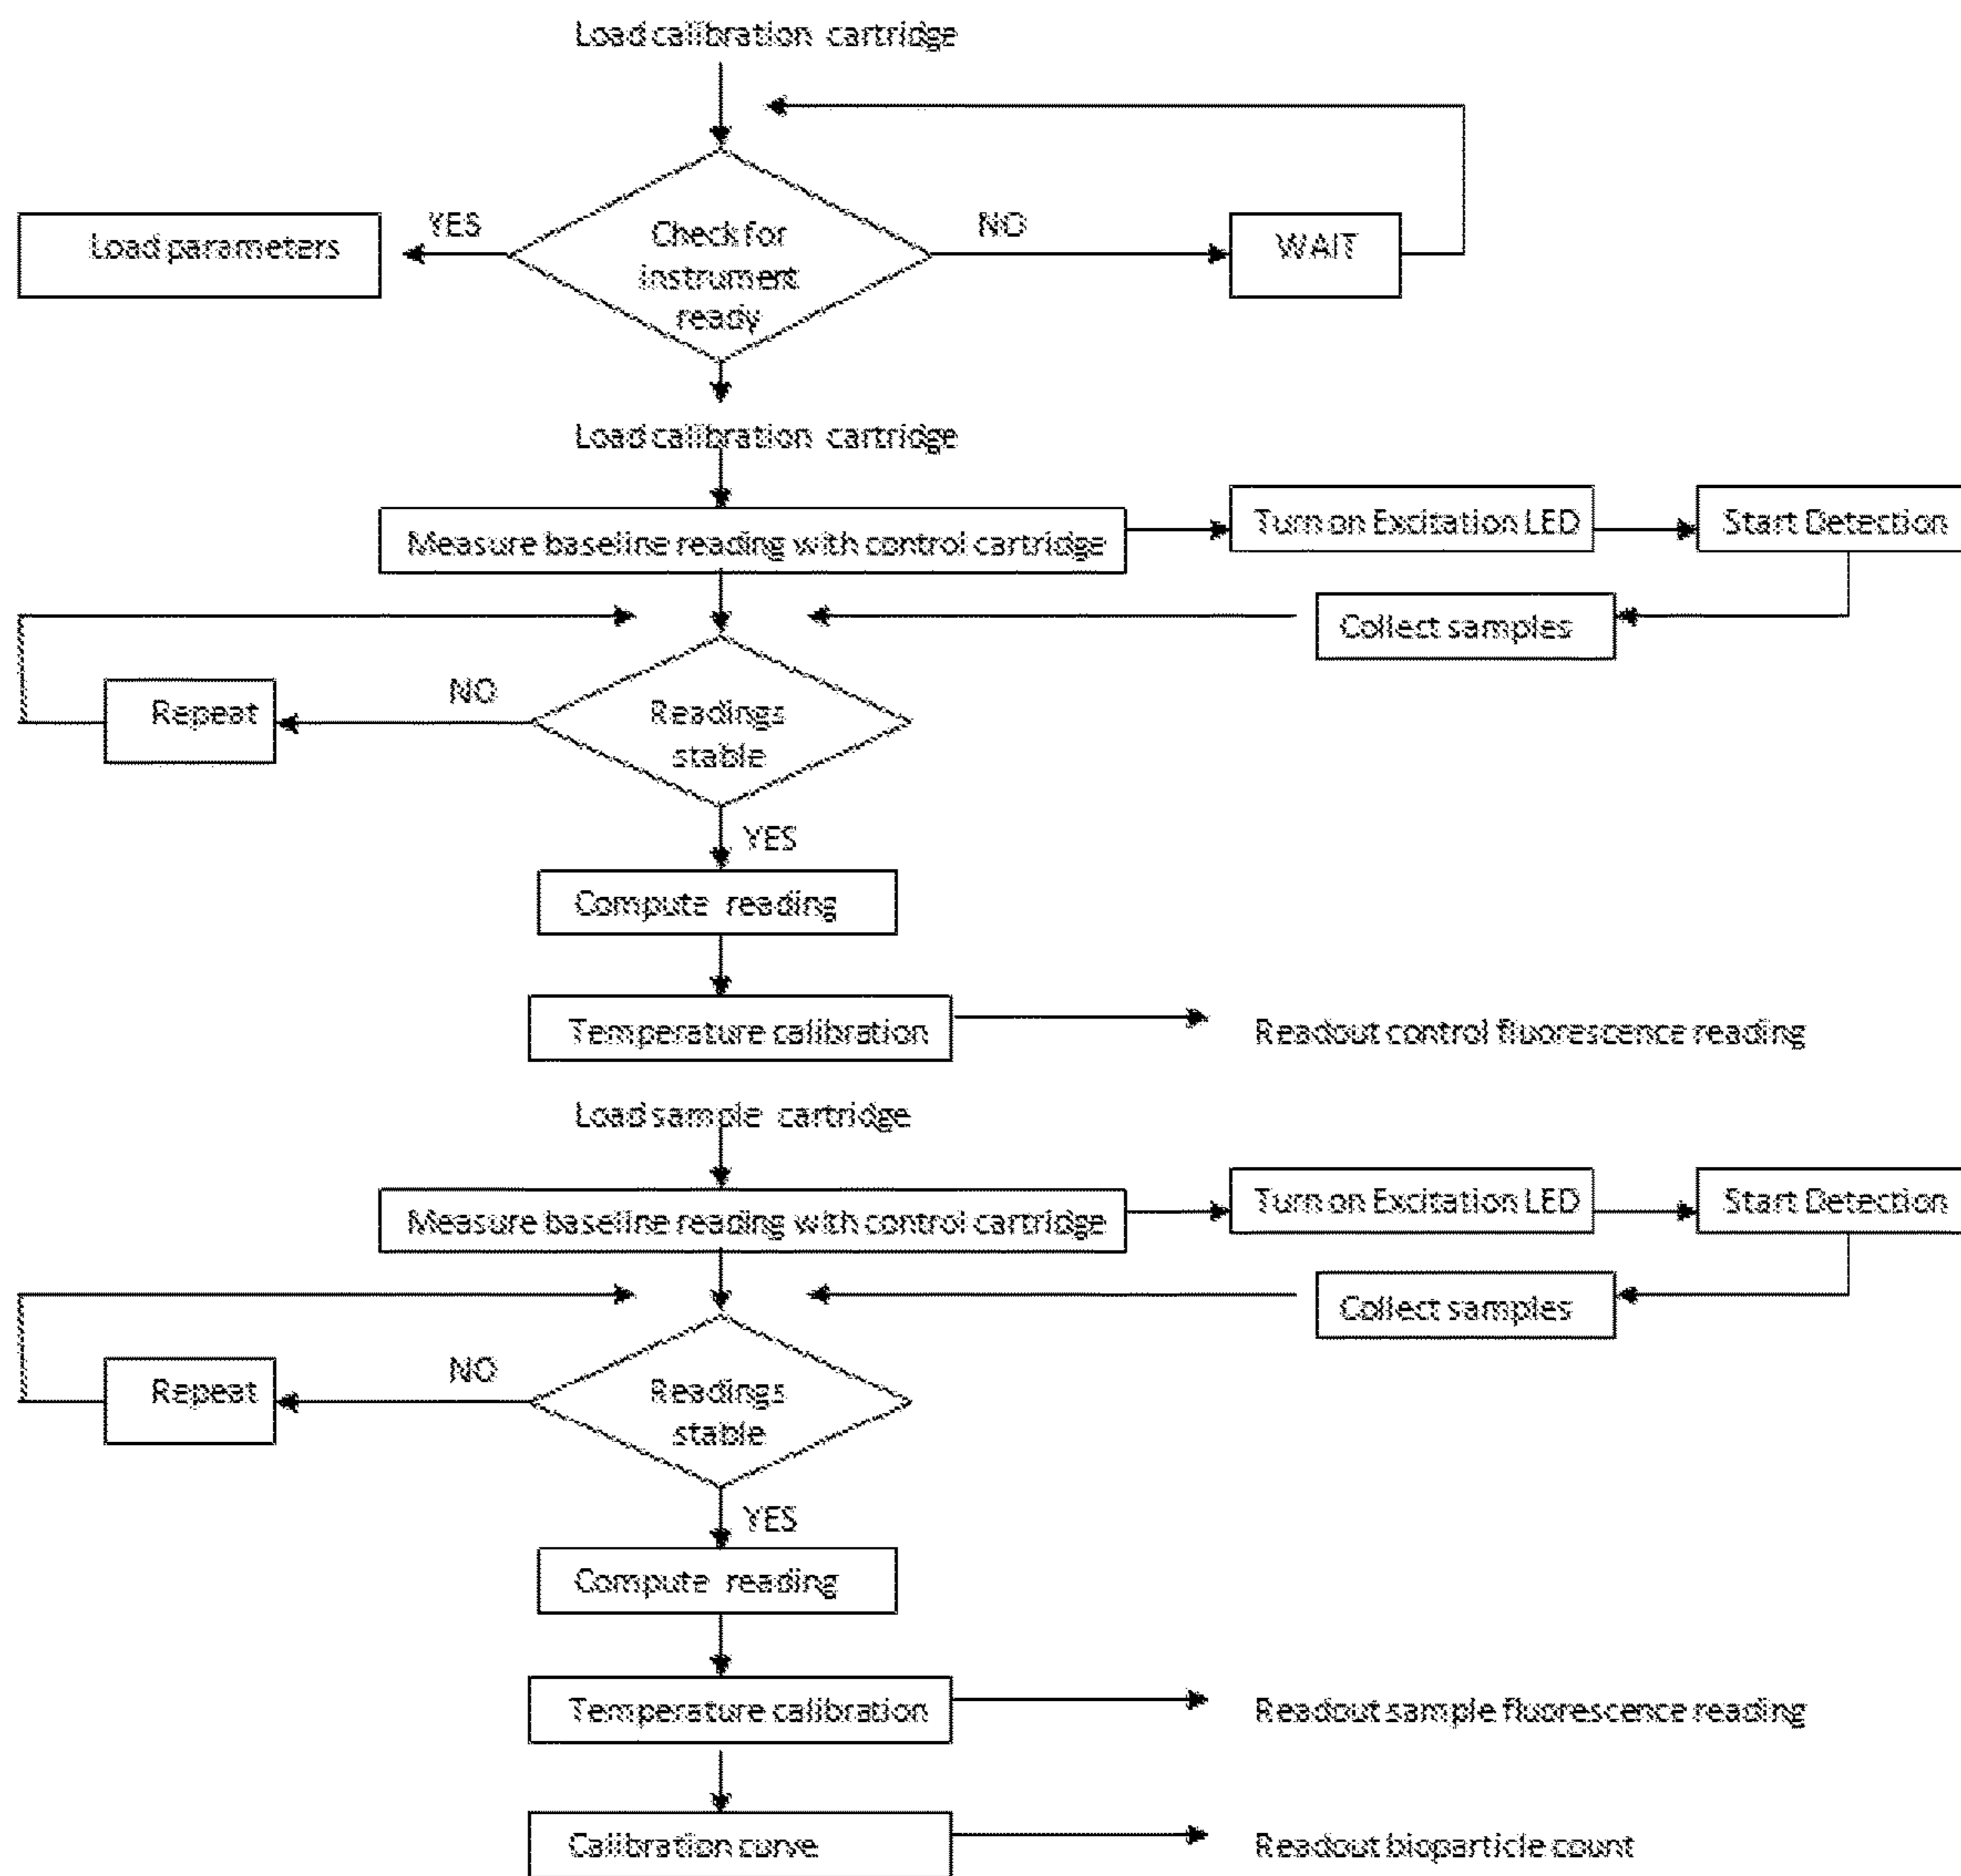 Load calibration cartridge
YES
NO
Load parameters
Check for
instrument
ready
WAIT
Load calibration cartridge
Measure baseline reading with control cartridge
Turn on Excitation LED
Start Detection
Collect samples
NO
Repeat
Readings
stable
YES
Compute reading
Temperature calibration
Readout control fluorescence reading
Load sample cartridge
Measure baseline reading with control cartridge
Turn on Excitation LED
Start Detection
Collect samples
NO
Repeat
Readings
stable
YES
Compute reading
Temperature calibration
Readout sample fluorescence reading
Calibration curve
Readout bioparticle count